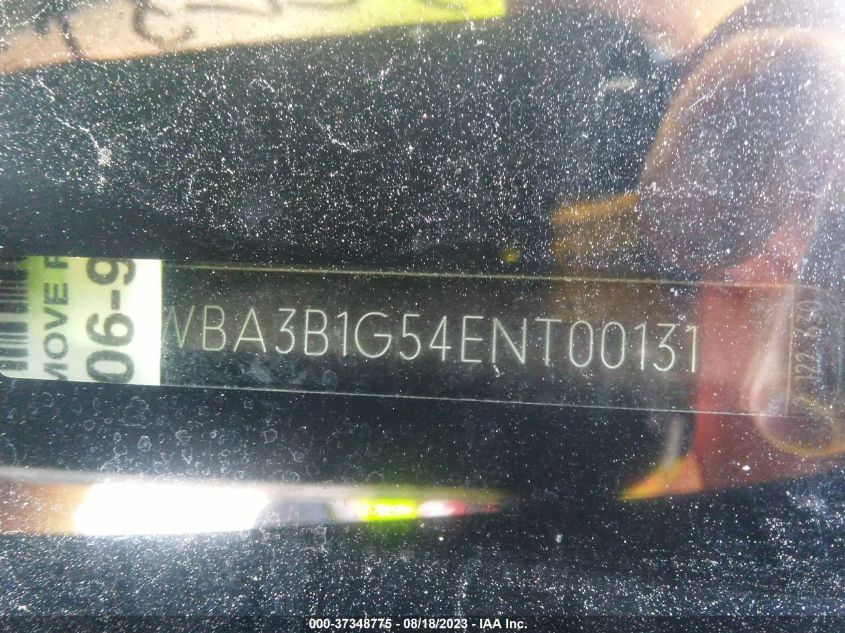 MOVE
06-9
WBA3B1G54ENT00131
000-37348775 - 08/18/2023 - IAA Inc.